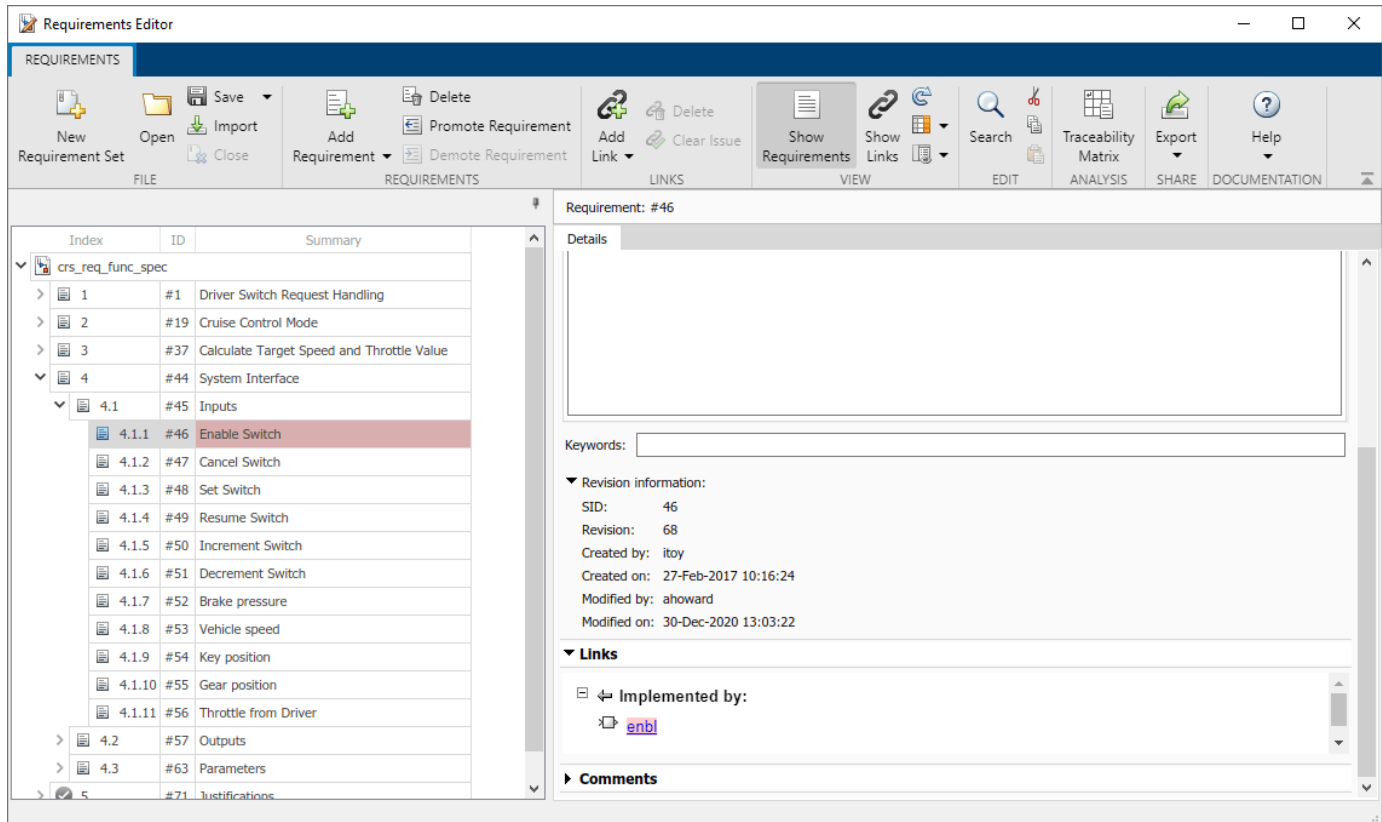 Requirements Editor
REQUIREMENTS
New Requirement Set
Open
Save
Import
Close
FILE
Add Requirement
Delete
Promote Requirement
Demote Requirement
REQUIREMENTS
Add Link
Delete
Clear Issue
LINKS
Show Requirements
Show Links
VIEW
Search
EDIT
Traceability Matrix
ANALYSIS
Export
SHARE
Help
DOCUMENTATION
Index ID Summary
crs_req_func_spec
1 #1 Driver Switch Request Handling
2 #19 Cruise Control Mode
3 #37 Calculate Target Speed and Throttle Value
4 #44 System Interface
4.1 #45 Inputs
4.1.1 #46 Enable Switch
4.1.2 #47 Cancel Switch
4.1.3 #48 Set Switch
4.1.4 #49 Resume Switch
4.1.5 #50 Increment Switch
4.1.6 #51 Decrement Switch
4.1.7 #52 Brake pressure
4.1.8 #53 Vehicle speed
4.1.9 #54 Key position
4.1.10 #55 Gear position
4.1.11 #56 Throttle from Driver
4.2 #57 Outputs
4.3 #63 Parameters
5 #71 Justifications
Requirement: #46
Details
Keywords:
Revision information:
SID: 46
Revision: 68
Created by: itoy
Created on: 27-Feb-2017 10:16:24
Modified by: ahoward
Modified on: 30-Dec-2020 13:03:22
Links
Implemented by:
enbl
Comments